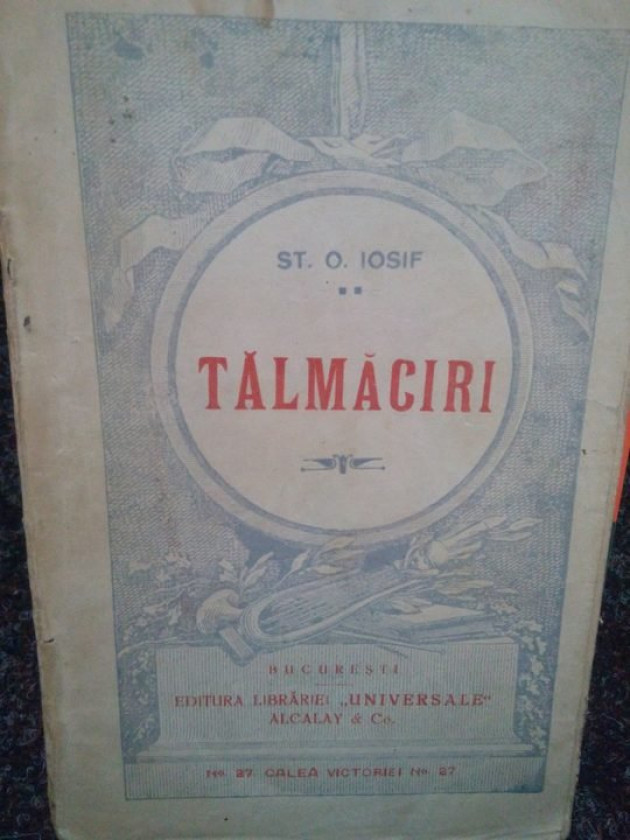 ST. O. IOSIF
TĂLMĂCIRI
BUCUREȘTI
EDITURA LIBRĂRIEI „UNIVERSALE“
ALCALAY & Co.
No. 27 CALEA VICTORIEI No. 27